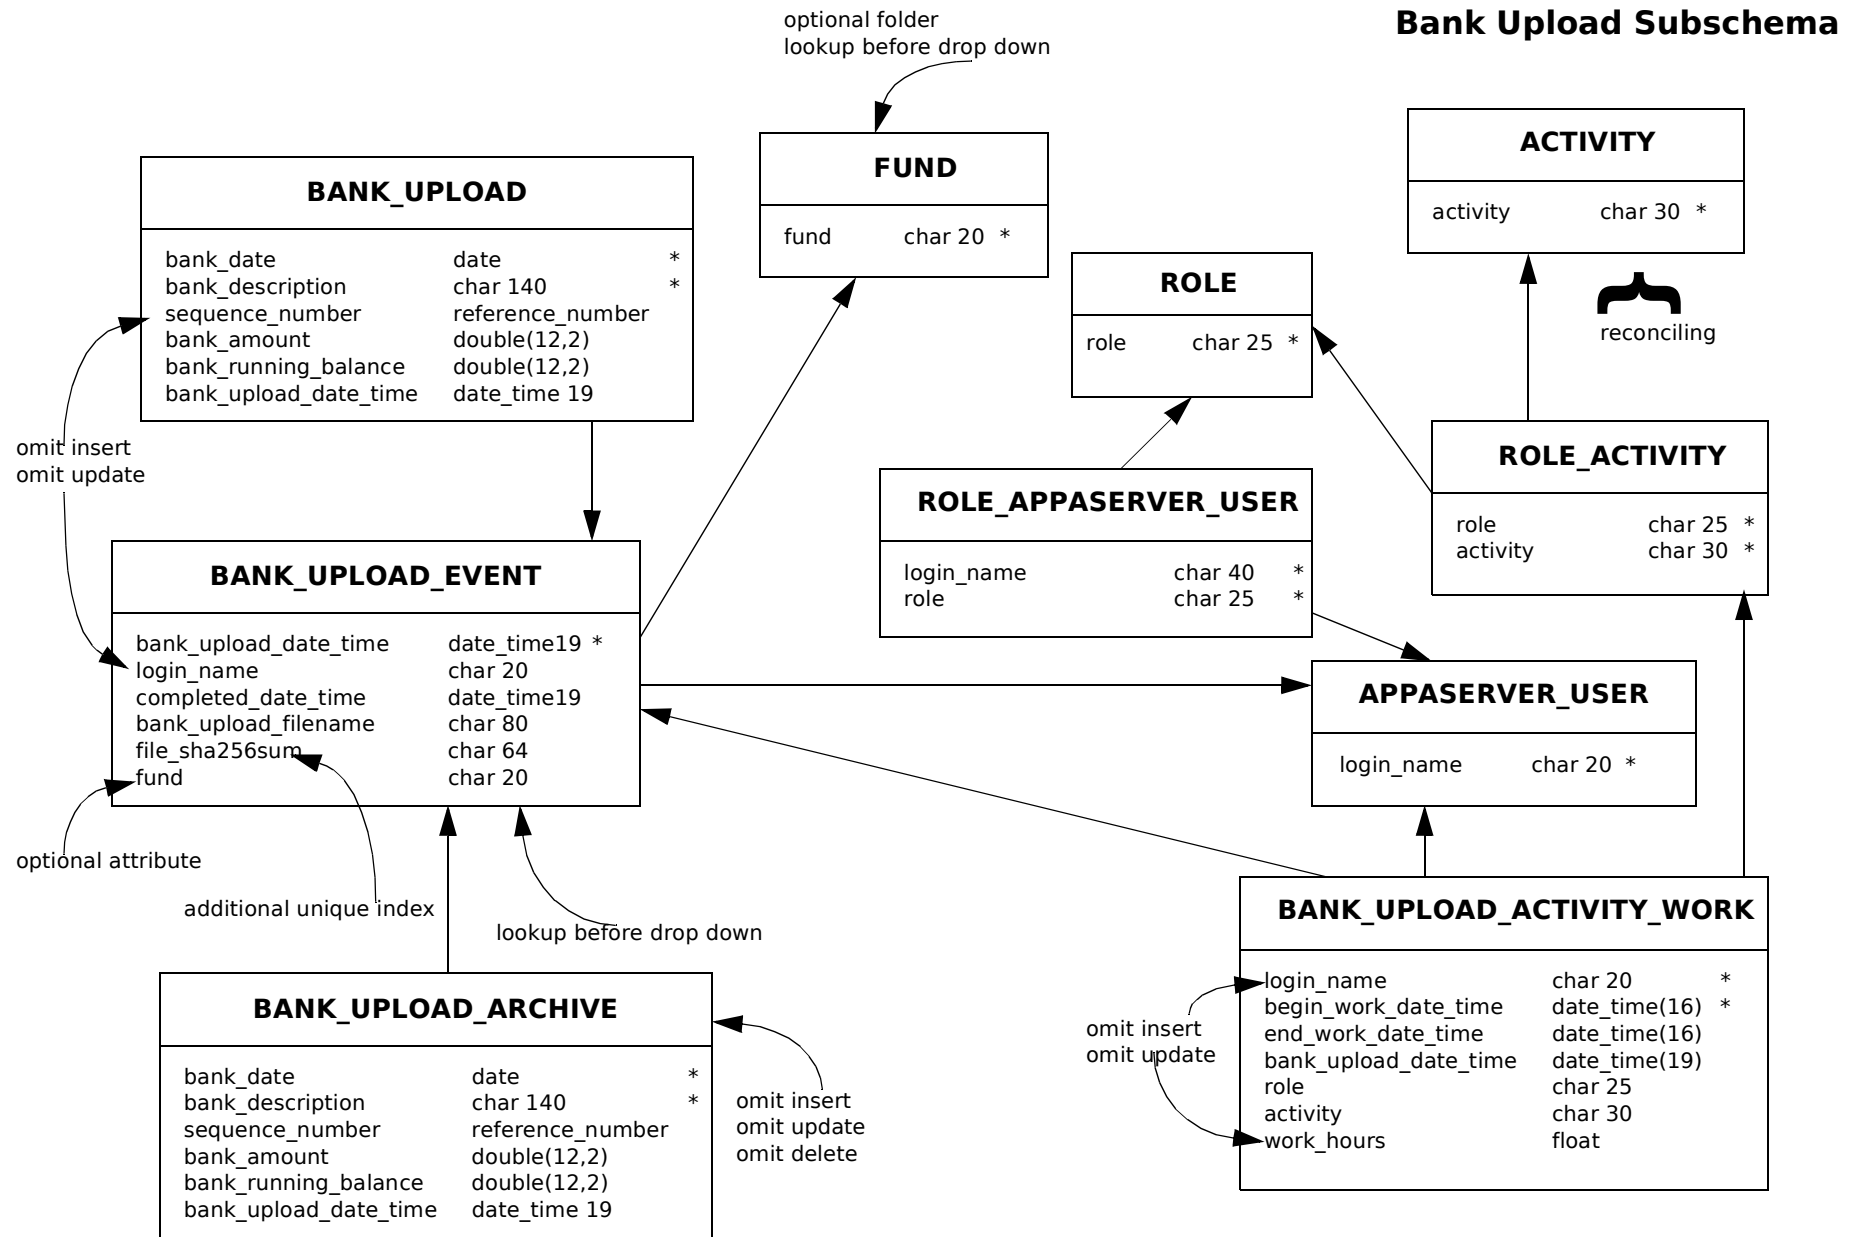 Bank Upload Subschema
optional folder
lookup before drop down
FUND
fund char 20 *
ACTIVITY
activity char 30 *
reconciling
BANK_UPLOAD
bank_date date *
bank_description char 140 *
sequence_number reference_number
bank_amount double(12,2)
bank_running_balance double(12,2)
bank_upload_date_time date_time 19
ROLE
role char 25 *
omit insert
omit update
ROLE_ACTIVITY
role char 25 *
activity char 30 *
ROLE_APPASERVER_USER
login_name char 40 *
role char 25 *
BANK_UPLOAD_EVENT
bank_upload_date_time date_time19 *
login_name char 20
completed_date_time date_time19
bank_upload_filename char 80
file_sha256sum char 64
fund char 20
APPASERVER_USER
login_name char 20 *
optional attribute
additional unique index
lookup before drop down
BANK_UPLOAD_ACTIVITY_WORK
login_name char 20 *
begin_work_date_time date_time(16) *
end_work_date_time date_time(16)
bank_upload_date_time date_time(19)
role char 25
activity char 30
work_hours float
omit insert
omit update
BANK_UPLOAD_ARCHIVE
bank_date date *
bank_description char 140 *
sequence_number reference_number
bank_amount double(12,2)
bank_running_balance double(12,2)
bank_upload_date_time date_time 19
omit insert
omit update
omit delete